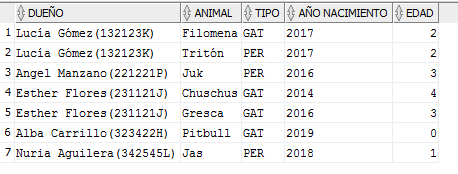 DUEÑO ANIMAL TIPO AÑO NACIMIENTO EDAD
1 Lucía Gómez(132123K) Filomena GAT 2017 2
2 Lucía Gómez(132123K) Tritón PER 2017 2
3 Angel Manzano(221221P) Juk PER 2016 3
4 Esther Flores(231121J) Chuschus GAT 2014 4
5 Esther Flores(231121J) Gresca GAT 2016 3
6 Alba Carrillo(323422H) Pitbull GAT 2019 0
7 Nuria Aguilera(342545L) Jas PER 2018 1